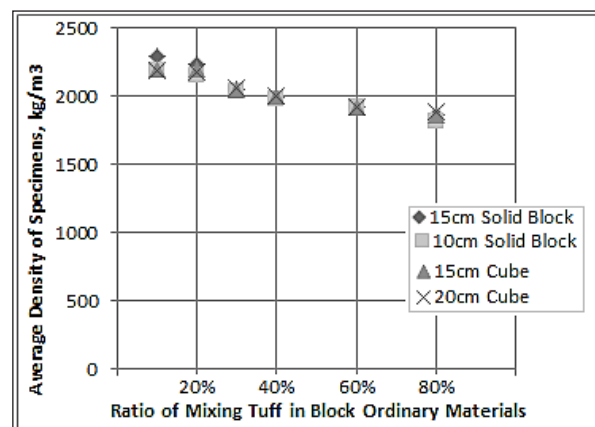 Average Density of Specimens, kg/m3
2500
2000
1500
1000
500
0
20%
40%
60%
80%
Ratio of Mixing Tuff in Block Ordinary Materials
15cm Solid Block
10cm Solid Block
15cm Cube
20cm Cube